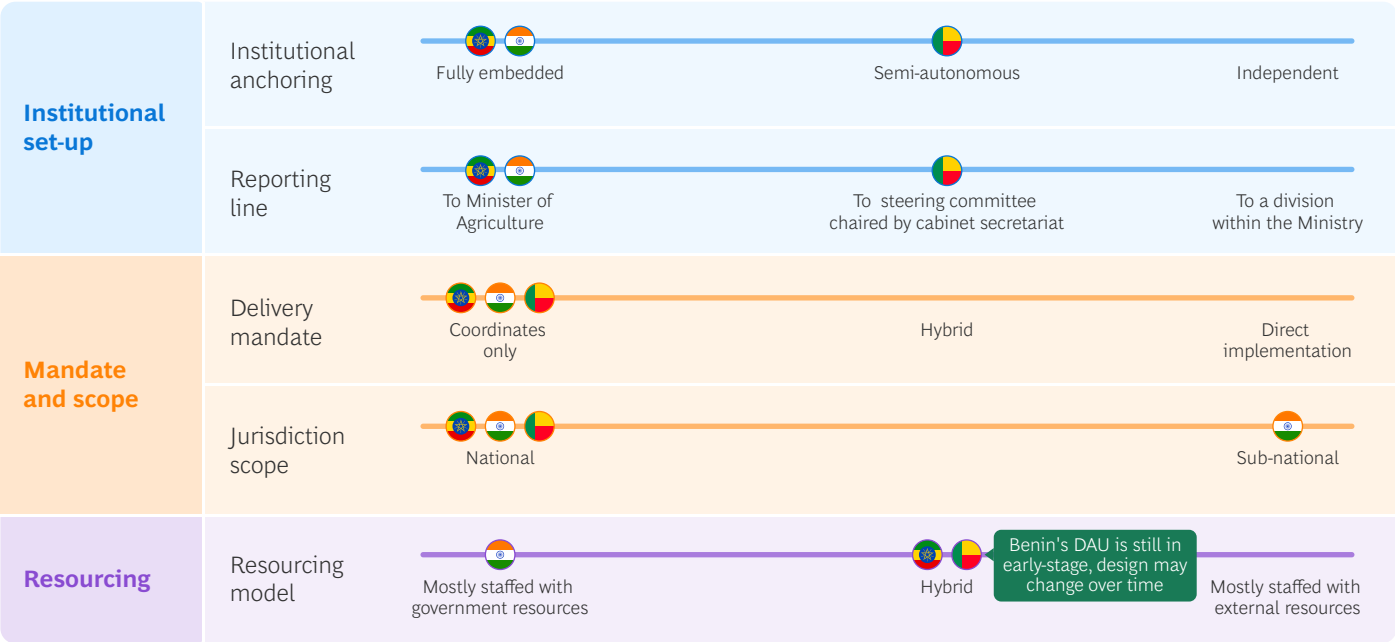 Institutional
set-up
Institutional
anchoring
Fully embedded
Semi-autonomous
Independent
Reporting
line
To Minister of
Agriculture
To steering committee
chaired by cabinet secretariat
To a division
within the Ministry
Mandate
and scope
Delivery
mandate
Coordinates
only
Hybrid
Direct
implementation
Jurisdiction
scope
National
Sub-national
Resourcing
Resourcing
model
Mostly staffed with
government resources
Hybrid
Benin's DAU is still in
early-stage, design may
change over time
Mostly staffed with
external resources